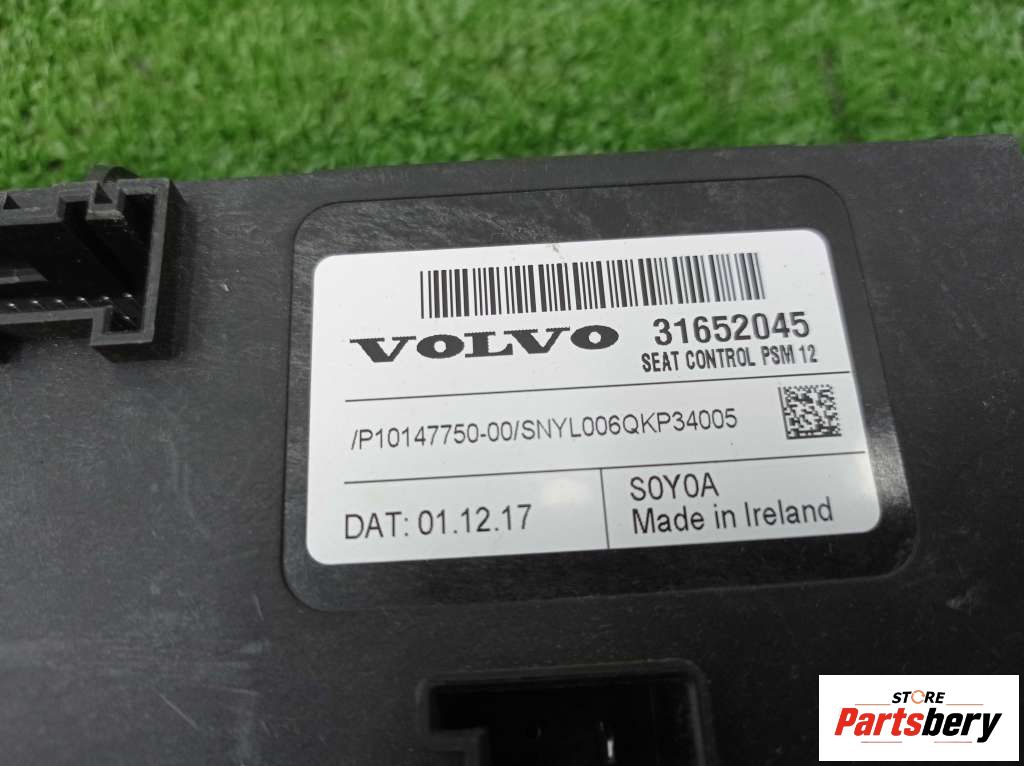 VOLVO 31652045
SEAT CONTROL PSM 12
/P10147750-00/SNYL006QKP34005
DAT: 01.12.17
S0Y0A
Made in Ireland
STORE
Partsbery